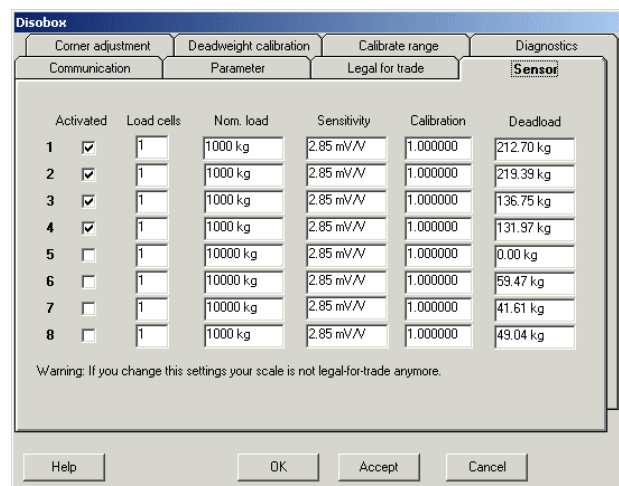 Disobox
Corner adjustment Deadweight calibration Calibrate range Diagnostics
Communication Parameter Legal for trade Sensor
Activated Load cells Nom. load Sensitivity Calibration Deadload
1 1 1000 kg 2.85 mV/V 1.000000 212.70 kg
2 1 1000 kg 2.85 mV/V 1.000000 219.39 kg
3 1 1000 kg 2.85 mV/V 1.000000 136.75 kg
4 1 1000 kg 2.85 mV/V 1.000000 131.97 kg
5 1 10000 kg 2.85 mV/V 1.000000 0.00 kg
6 1 10000 kg 2.85 mV/V 1.000000 59.47 kg
7 1 10000 kg 2.85 mV/V 1.000000 41.61 kg
8 1 1000 kg 2.85 mV/V 1.000000 49.04 kg
Warning: If you change this settings your scale is not legal-for-trade anymore.
Help OK Accept Cancel